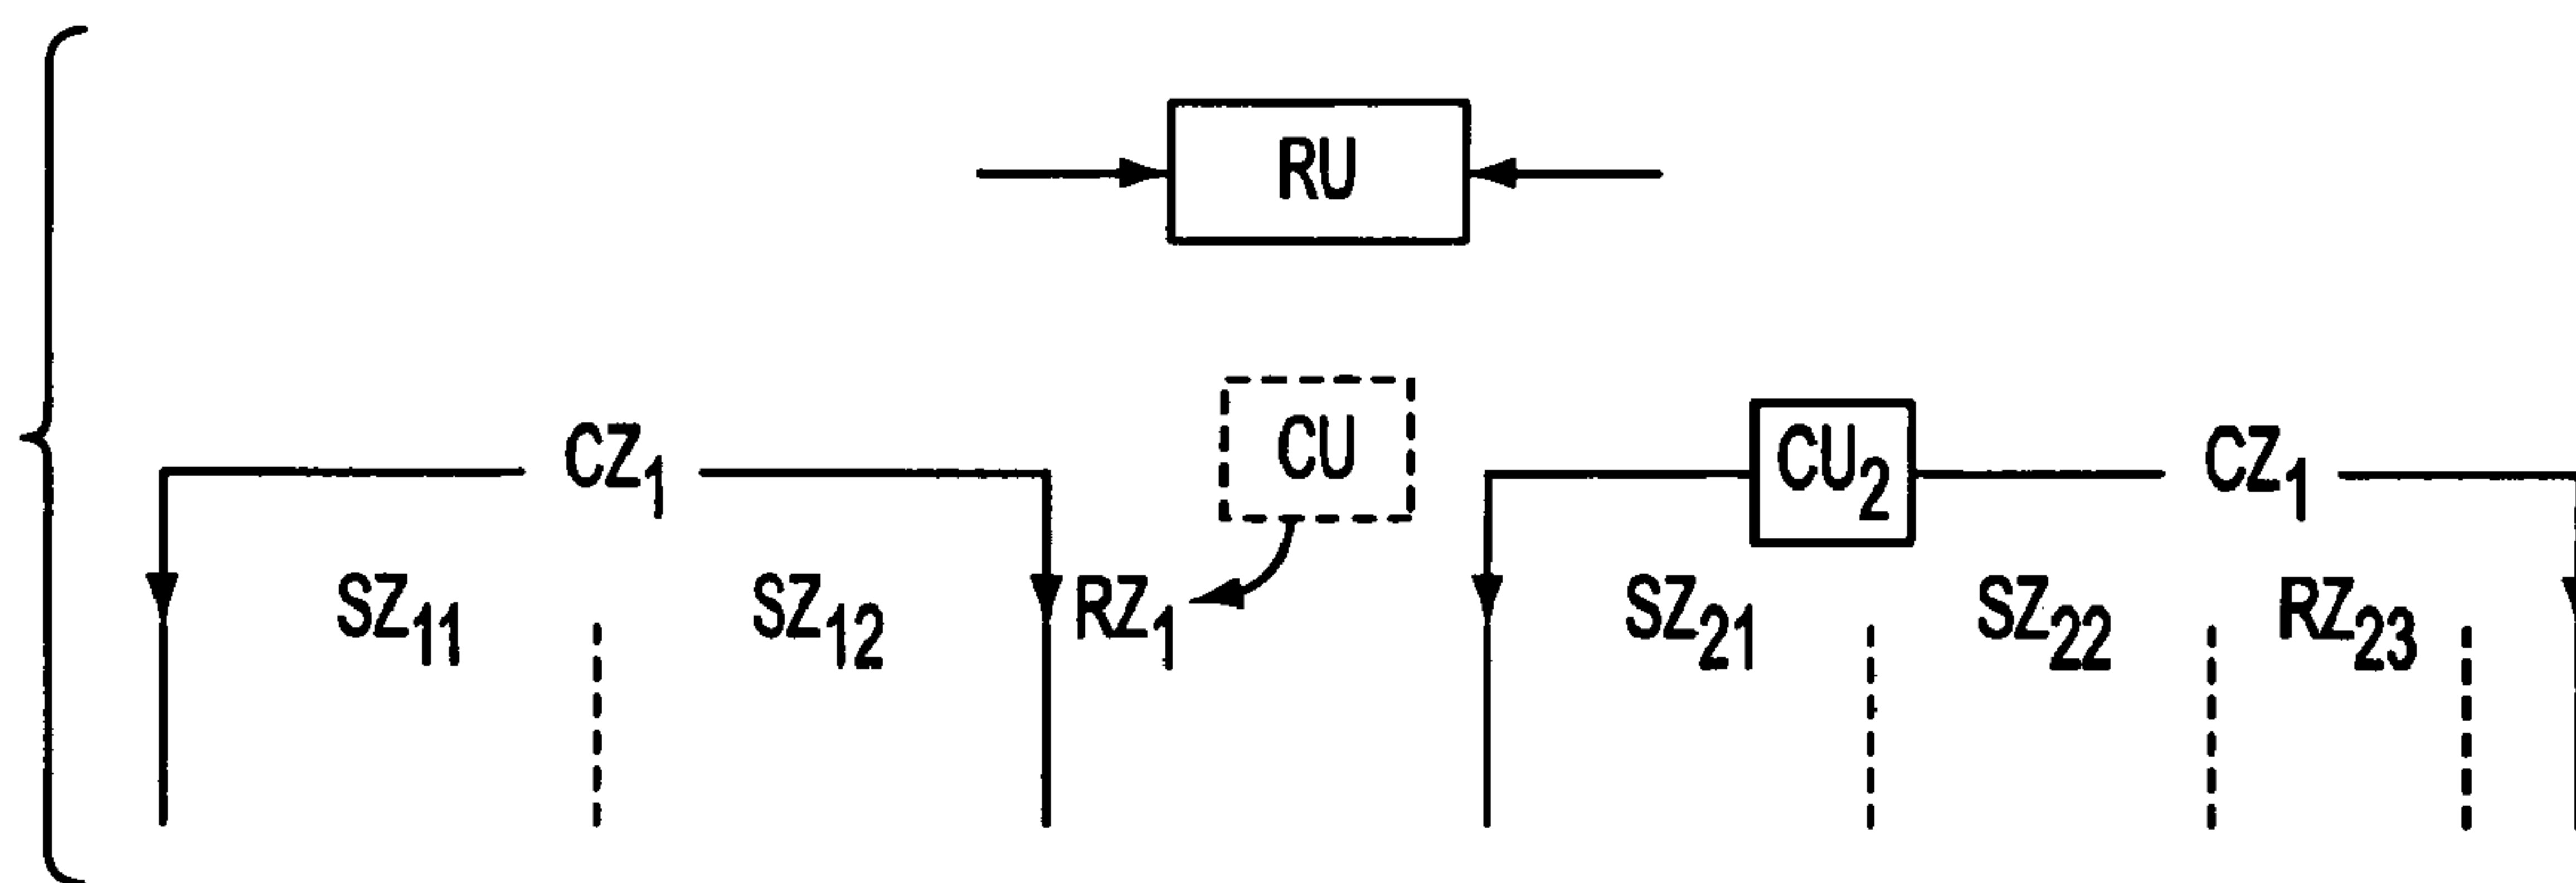 RU
CZ₁ CU CU₂ CZ₁
SZ₁₁ SZ₁₂ RZ₁ SZ₂₁ SZ₂₂ RZ₂₃